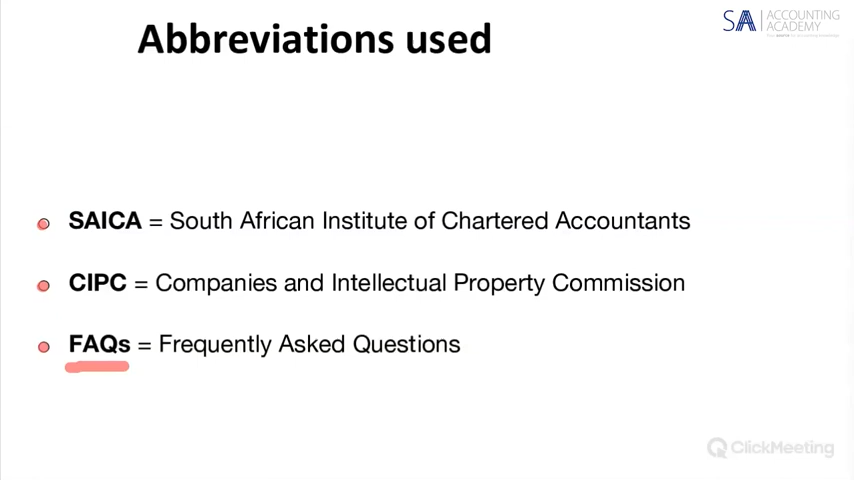 Abbreviations used
SA ACCOUNTING
ACADEMY
SAICA = South African Institute of Chartered Accountants
CIPC = Companies and Intellectual Property Commission
FAQs = Frequently Asked Questions
ClickMeeting